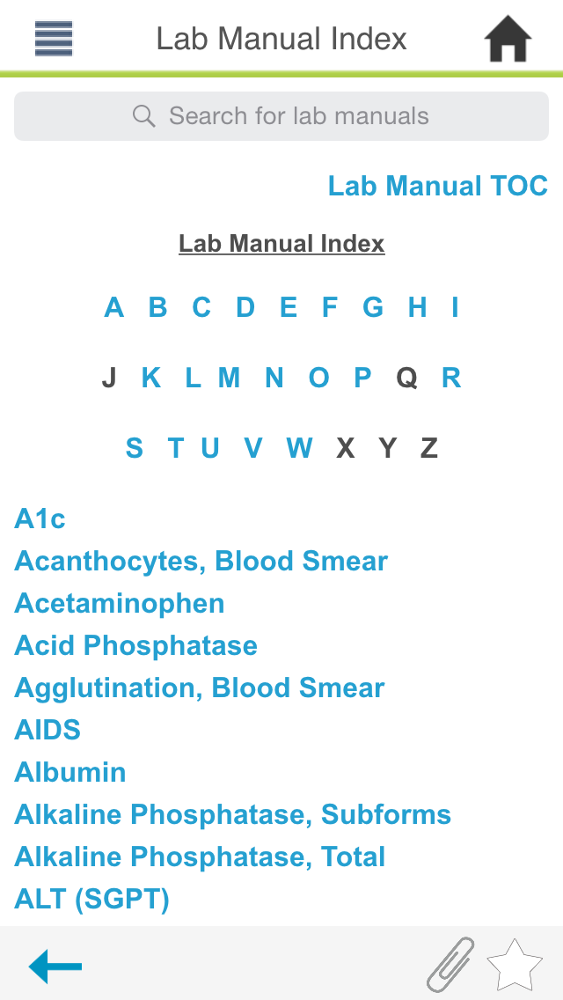 Lab Manual Index
Search for lab manuals
Lab Manual TOC
Lab Manual Index
A B C D E F G H I
J K L M N O P Q R
S T U V W X Y Z
A1c
Acanthocytes, Blood Smear
Acetaminophen
Acid Phosphatase
Agglutination, Blood Smear
AIDS
Albumin
Alkaline Phosphatase, Subforms
Alkaline Phosphatase, Total
ALT (SGPT)